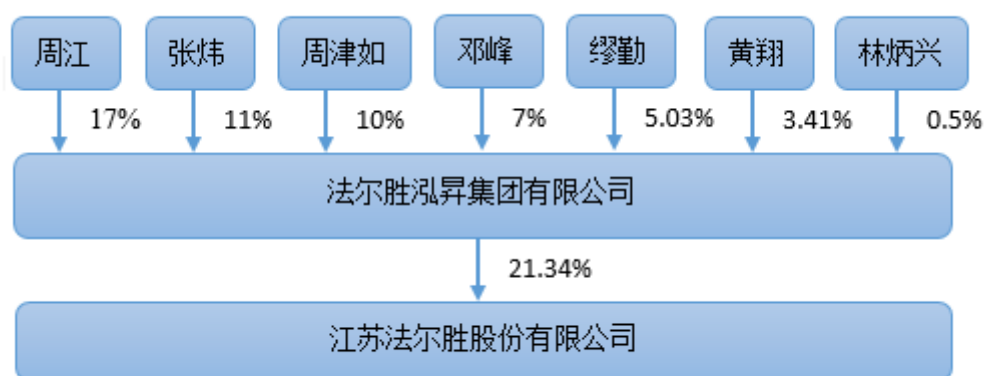 周江 张炜 周津如 邓峰 缪勤 黄翔 林炳兴
17% 11% 10% 7% 5.03% 3.41% 0.5%
法尔胜泓昇集团有限公司
21.34%
江苏法尔胜股份有限公司